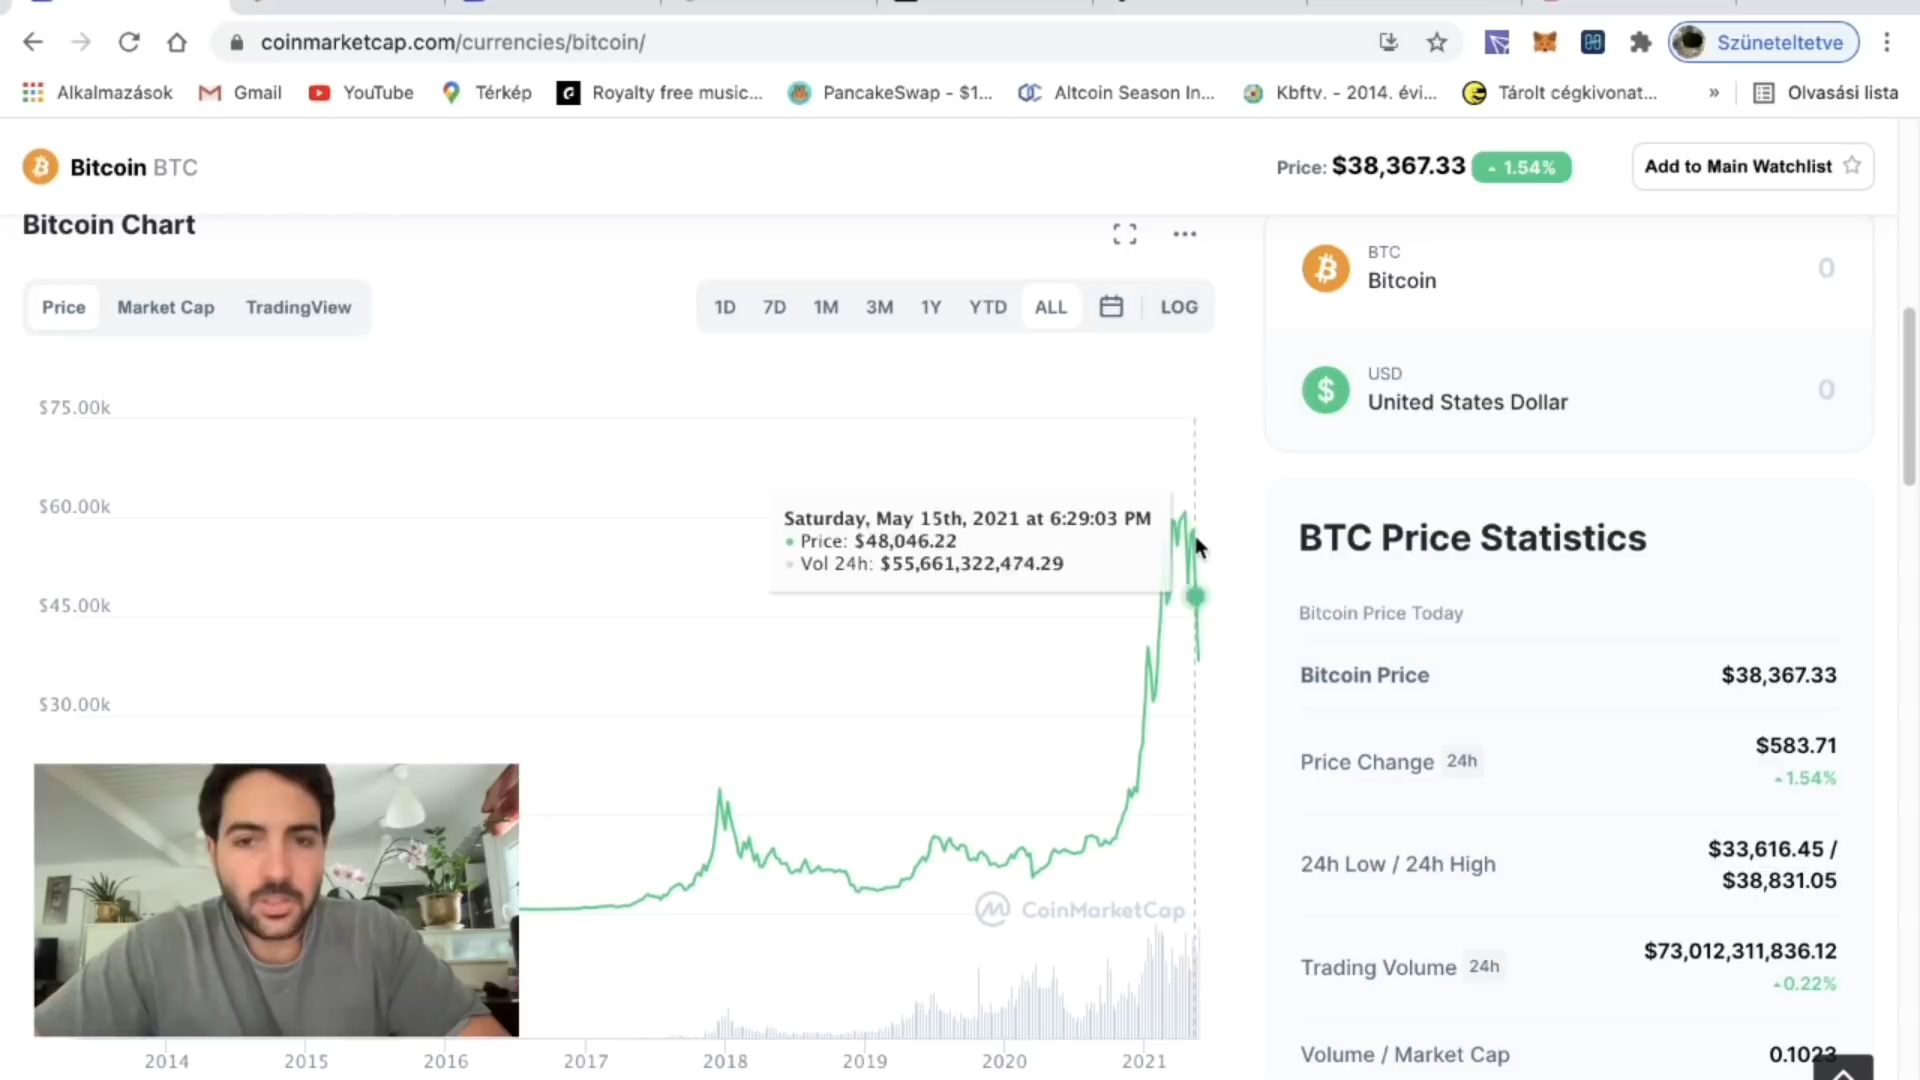 coinmarketcap.com/currencies/bitcoin/
Szüneteltetve
Alkalmazások
Gmail
YouTube
Térkép
Royalty free music...
PancakeSwap - $1...
Altcoin Season In...
Kbftv. - 2014. évi...
Tárolt cégkivonat...
»
Olvasási lista
Bitcoin BTC
Price: $38,367.33
1.54%
Add to Main Watchlist
Bitcoin Chart
Price
Market Cap
TradingView
1D
7D
1M
3M
1Y
YTD
ALL
LOG
BTC
Bitcoin
0
USD
United States Dollar
0
$75.00k
$60.00k
$45.00k
$30.00k
Saturday, May 15th, 2021 at 6:29:03 PM
Price: $48,046.22
Vol 24h: $55,661,322,474.29
CoinMarketCap
2014
2015
2016
2017
2018
2019
2020
2021
BTC Price Statistics
Bitcoin Price Today
Bitcoin Price
$38,367.33
Price Change 24h
$583.71
1.54%
24h Low / 24h High
$33,616.45 /
$38,831.05
Trading Volume 24h
$73,012,311,836.12
0.22%
Volume / Market Cap
0.1023